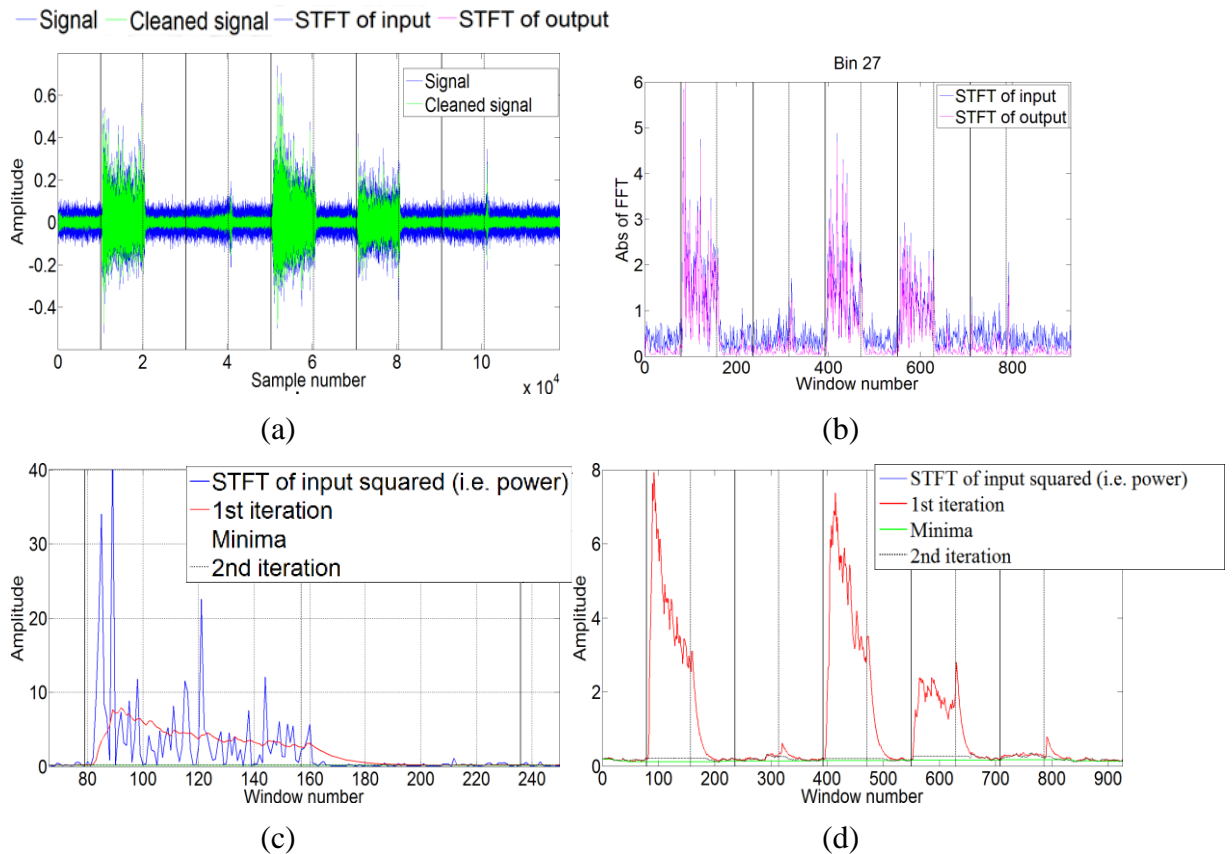 Signal Cleaned signal STFT of input STFT of output
Signal
Cleaned signal
0.6
0.4
0.2
0
-0.2
-0.4
Amplitude
0 2 4 6 8 10
Sample number
x 10^4
(a)
Bin 27
STFT of input
STFT of output
6
5
4
3
2
1
0
Abs of FFT
0 200 400 600 800
Window number
(b)
STFT of input squared (i.e. power)
1st iteration
Minima
2nd iteration
40
30
20
10
0
Amplitude
80 100 120 140 160 180 200 220 240
Window number
(c)
STFT of input squared (i.e. power)
1st iteration
Minima
2nd iteration
8
6
4
2
0
Amplitude
0 100 200 300 400 500 600 700 800 900
Window number
(d)